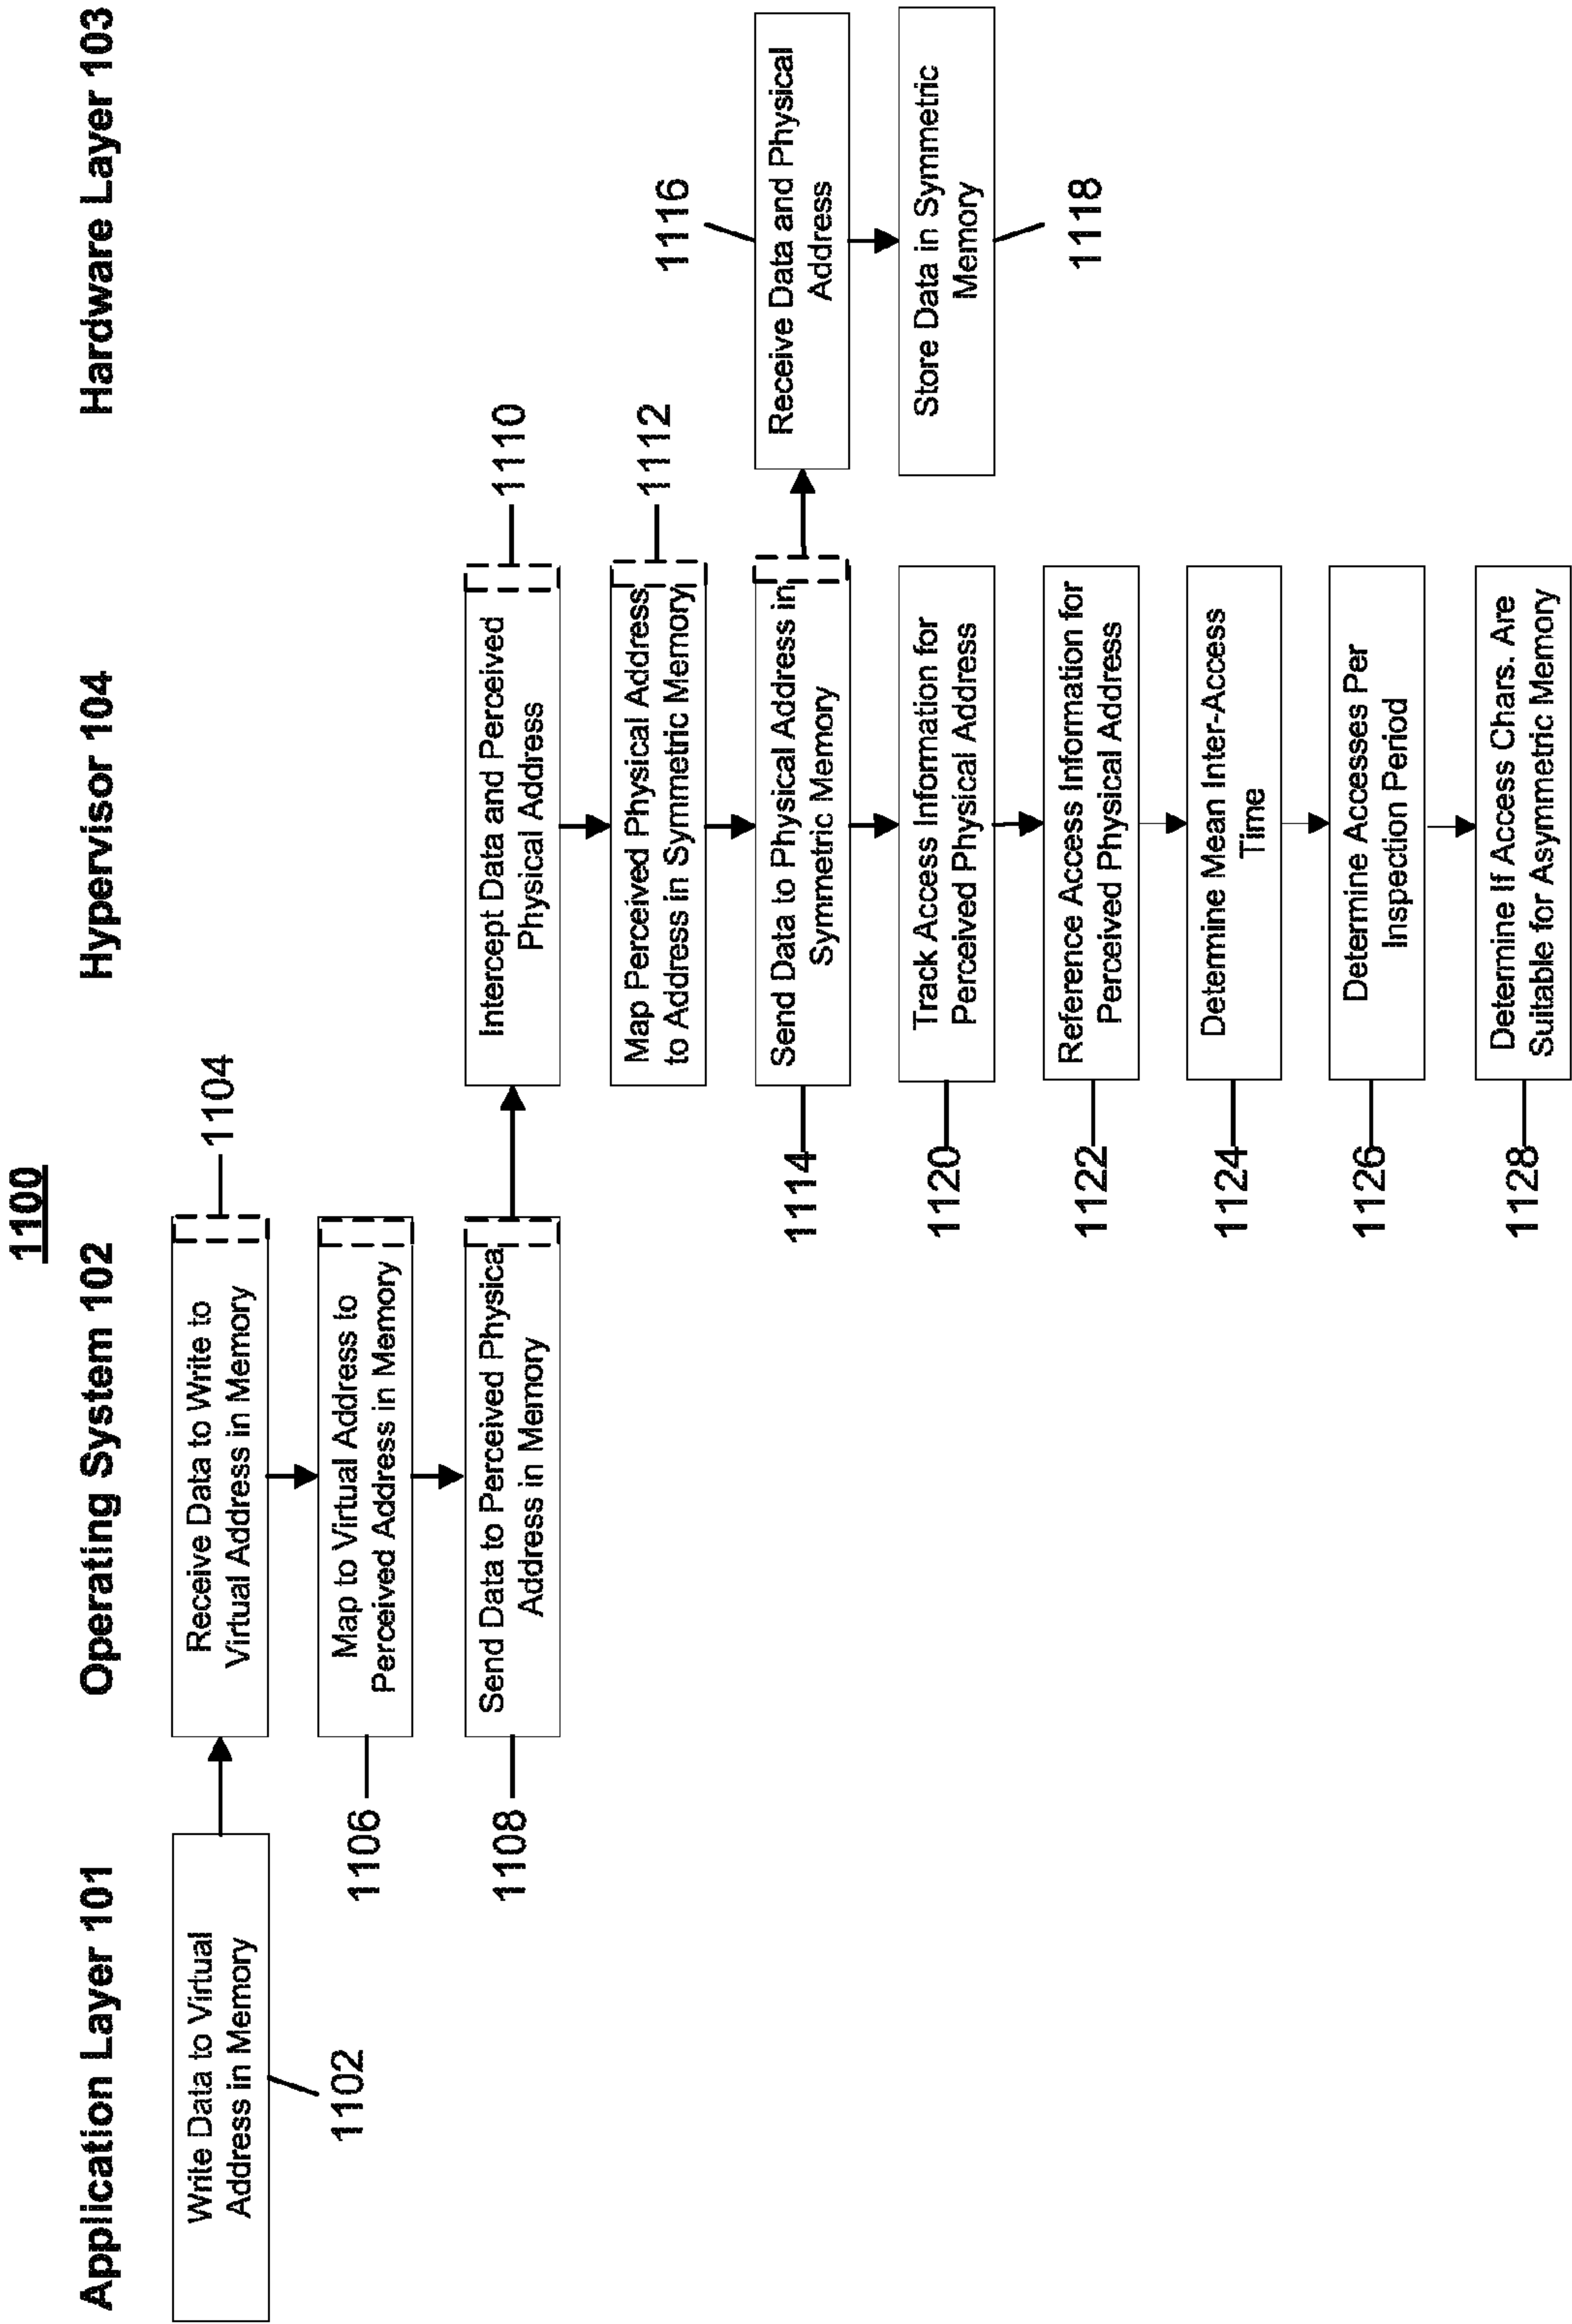 1100
Application Layer 101
Operating System 102
Hypervisor 104
Hardware Layer 103
Write Data to Virtual
Address in Memory
1102
Receive Data to Write to
Virtual Address in Memory
1104
Map to Virtual Address to
Perceived Address in Memory
1106
Send Data to Perceived Physica
Address in Memory
1108
Intercept Data and Perceived
Physical Address
1110
Map Perceived Physical Address
to Address in Symmetric Memory
1112
Send Data to Physical Address in
Symmetric Memory
1114
Receive Data and Physical
Address
1116
Store Data in Symmetric
Memory
1118
Track Access Information for
Perceived Physical Address
1120
Reference Access Information for
Perceived Physical Address
1122
Determine Mean Inter-Access
Time
1124
Determine Accesses Per
Inspection Period
1126
Determine If Access Chars. Are
Suitable for Asymmetric Memory
1128